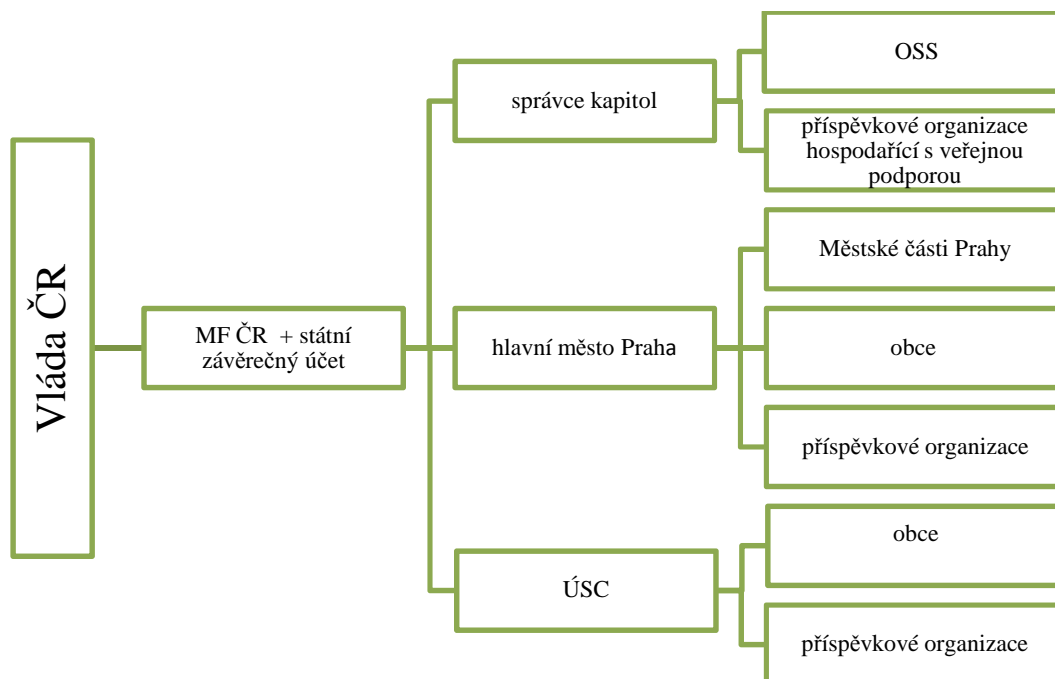 Vláda ČR
MF ČR + státní
závěrečný účet
správce kapitol
OSS
příspěvkové organizace
hospodařící s veřejnou
podporou
hlavní město Praha
Městské části Prahy
obce
příspěvkové organizace
ÚSC
obce
příspěvkové organizace